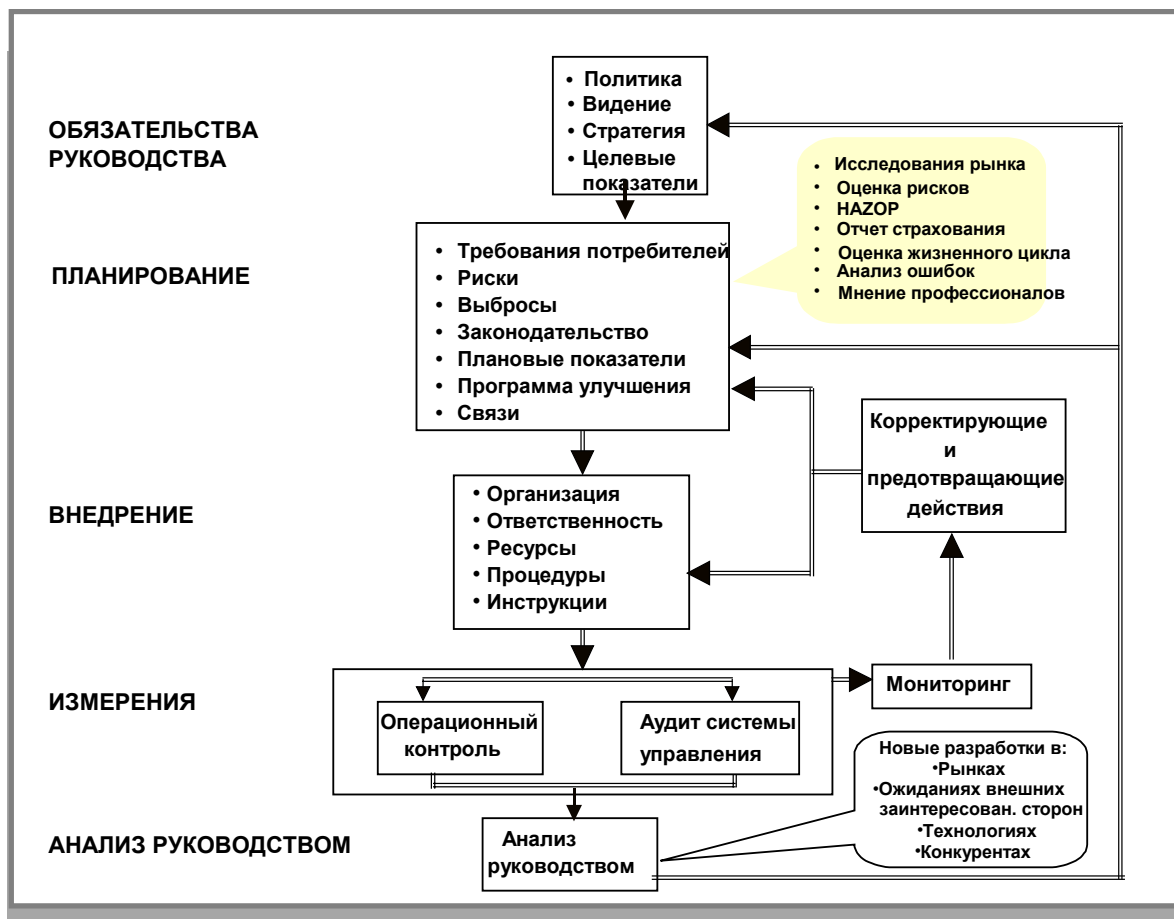 • Политика
• Видение
• Стратегия
• Целевые
показатели
ОБЯЗАТЕЛЬСТВА
РУКОВОДСТВА
• Исследования рынка
• Оценка рисков
• HAZOP
• Отчет страхования
• Оценка жизненного цикла
• Анализ ошибок
• Мнение профессионалов
ПЛАНИРОВАНИЕ
• Требования потребителей
• Риски
• Выбросы
• Законодательство
• Плановые показатели
• Программа улучшения
• Связи
Корректирующие
и
предотвращающие
действия
ВНЕДРЕНИЕ
• Организация
• Ответственность
• Ресурсы
• Процедуры
• Инструкции
ИЗМЕРЕНИЯ
Операционный
контроль
Аудит системы
управления
Мониторинг
Новые разработки в:
•Рынках
•Ожиданиях внешних
заинтересован. сторон
•Технологиях
•Конкурентах
АНАЛИЗ РУКОВОДСТВОМ
Анализ
руководством